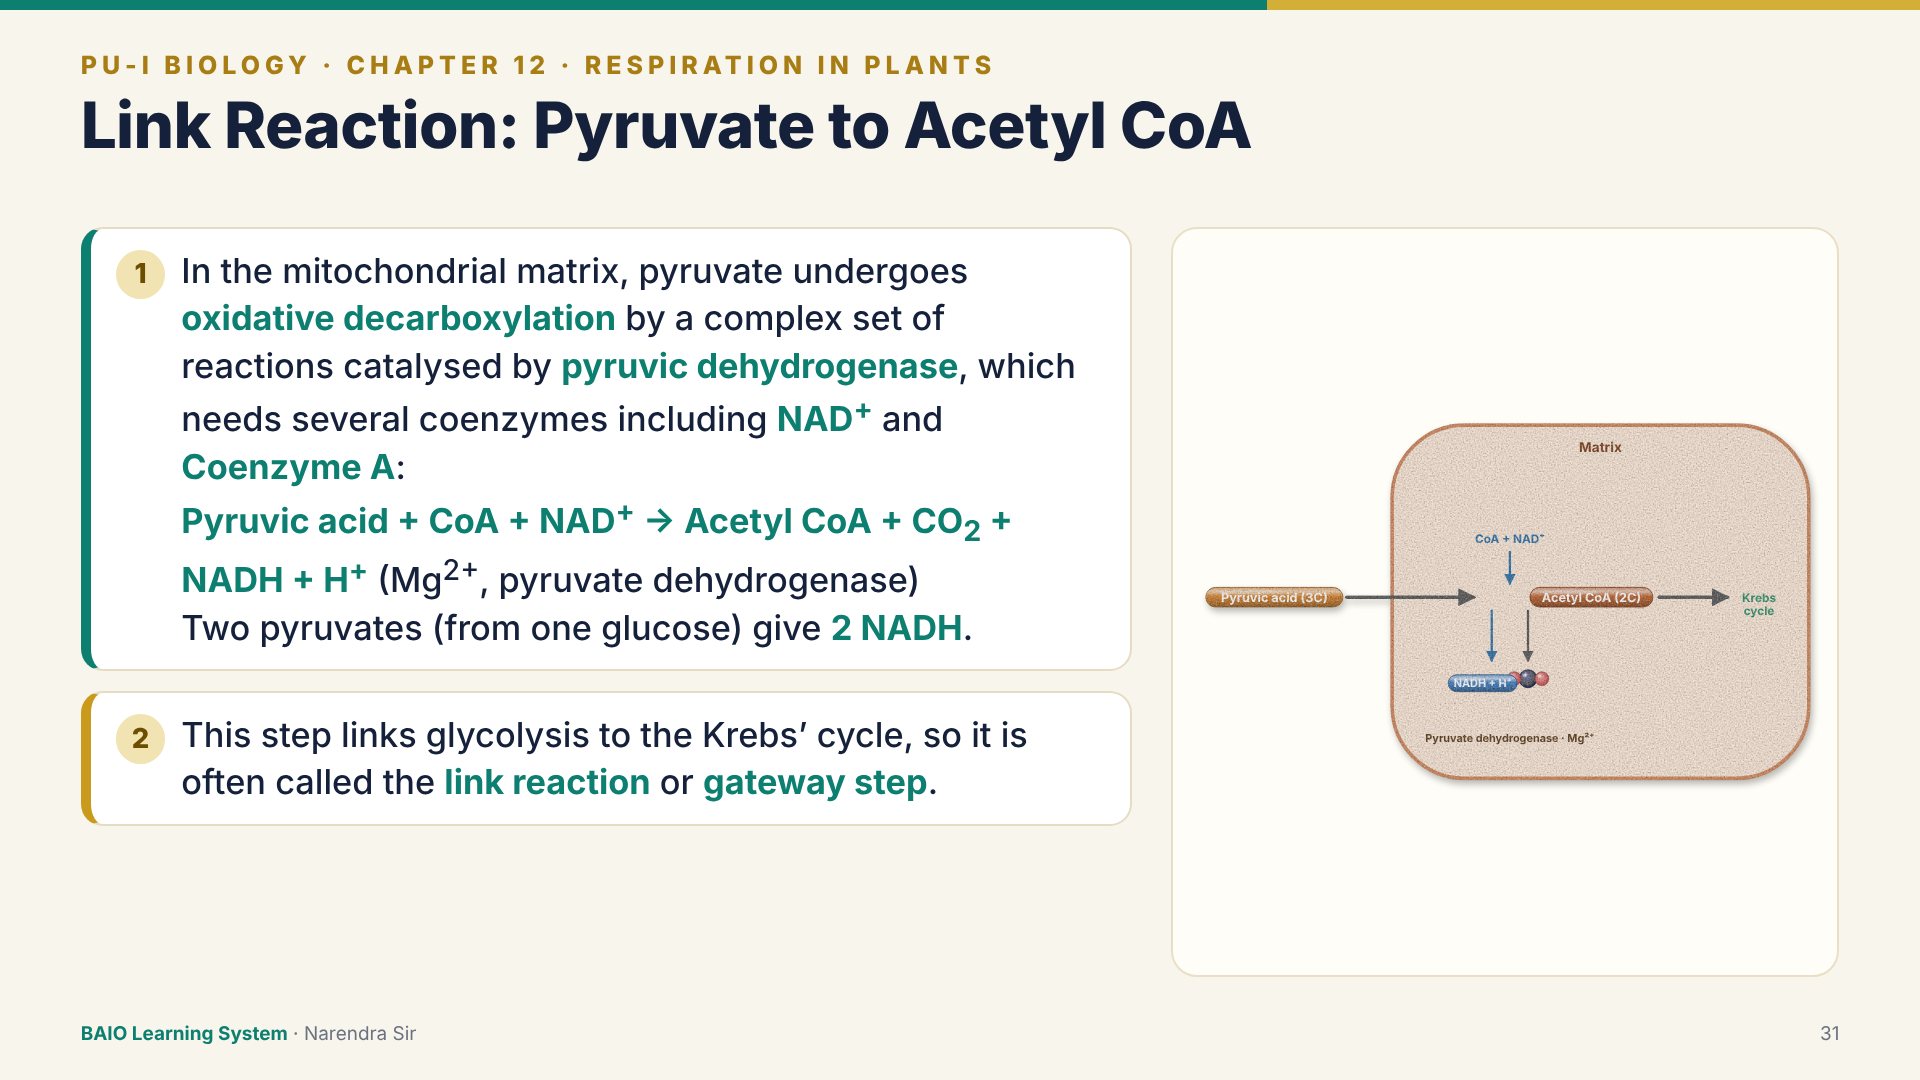 PU-I BIOLOGY · CHAPTER 12 · RESPIRATION IN PLANTS
Link Reaction: Pyruvate to Acetyl CoA
1
In the mitochondrial matrix, pyruvate undergoes
oxidative decarboxylation by a complex set of
reactions catalysed by pyruvic dehydrogenase, which
needs several coenzymes including NAD⁺ and
Coenzyme A:
Pyruvic acid + CoA + NAD⁺ → Acetyl CoA + CO₂ +
NADH + H⁺ (Mg²⁺, pyruvate dehydrogenase)
Two pyruvates (from one glucose) give 2 NADH.
2
This step links glycolysis to the Krebs’ cycle, so it is
often called the link reaction or gateway step.
Matrix
CoA + NAD⁺
Pyruvic acid (3C)
Acetyl CoA (2C)
Krebs
cycle
NADH + H⁺
Pyruvate dehydrogenase · Mg²⁺
BAIO Learning System · Narendra Sir
31